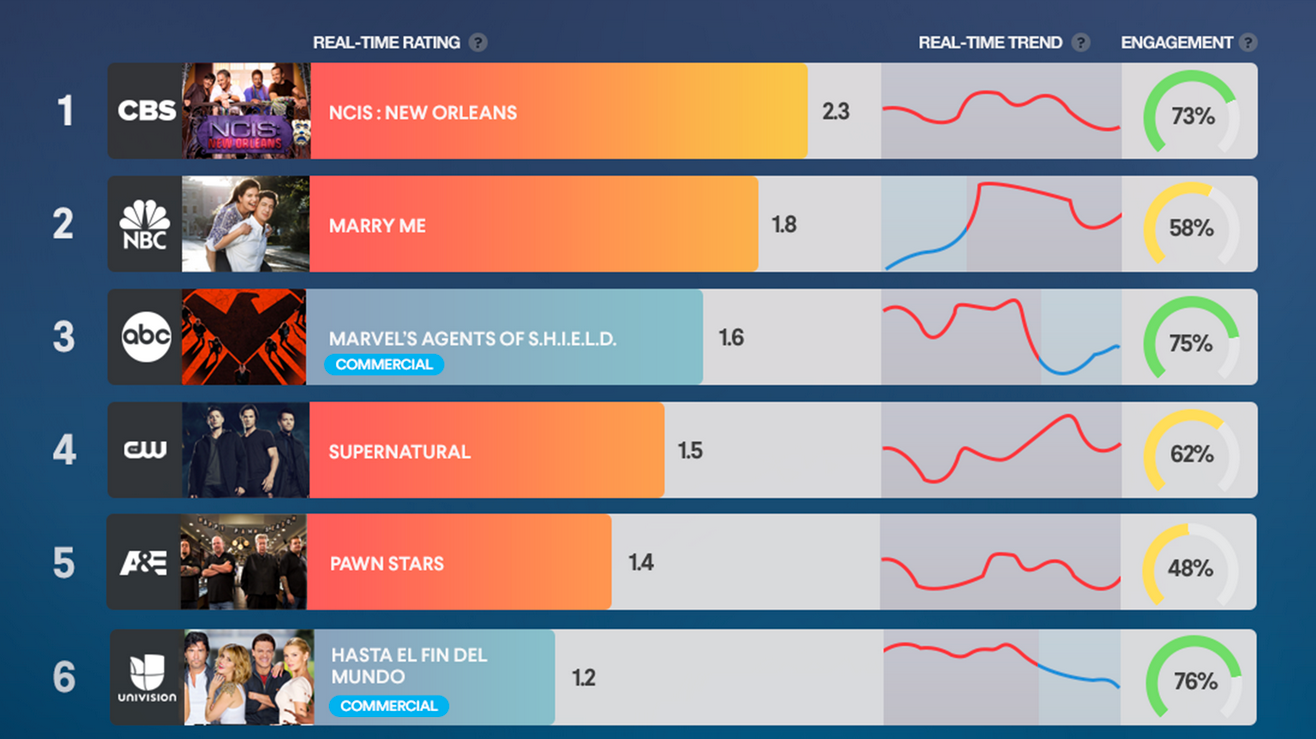 REAL-TIME RATING ?
REAL-TIME TREND ?
ENGAGEMENT ?
1
CBS
NCIS:
NEW ORLEANS
NCIS : NEW ORLEANS
2.3
73%
2
NBC
MARRY ME
1.8
58%
3
abc
MARVEL'S AGENTS OF S.H.I.E.L.D.
COMMERCIAL
1.6
75%
4
CW
SUPERNATURAL
1.5
62%
5
A&E
PAWN STARS
1.4
48%
6
UNIVISION
HASTA EL FIN DEL
MUNDO
COMMERCIAL
1.2
76%